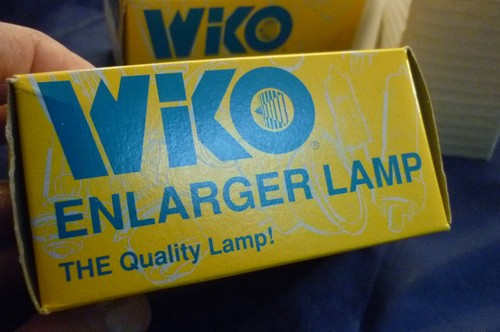 WiKO
WiKO
®
ENLARGER LAMP
THE Quality Lamp!